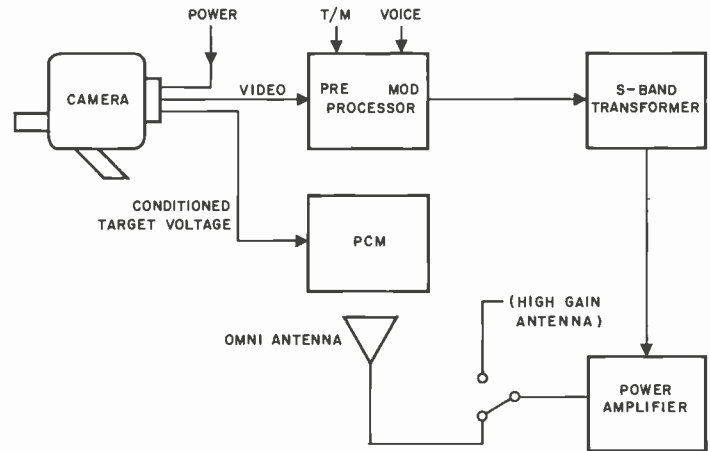 POWER
T/M
VOICE
CAMERA
VIDEO
PRE MOD
PROCESSOR
S-BAND
TRANSFORMER
CONDITIONED
TARGET VOLTAGE
PCM
(HIGH GAIN
ANTENNA)
OMNI ANTENNA
POWER
AMPLIFIER